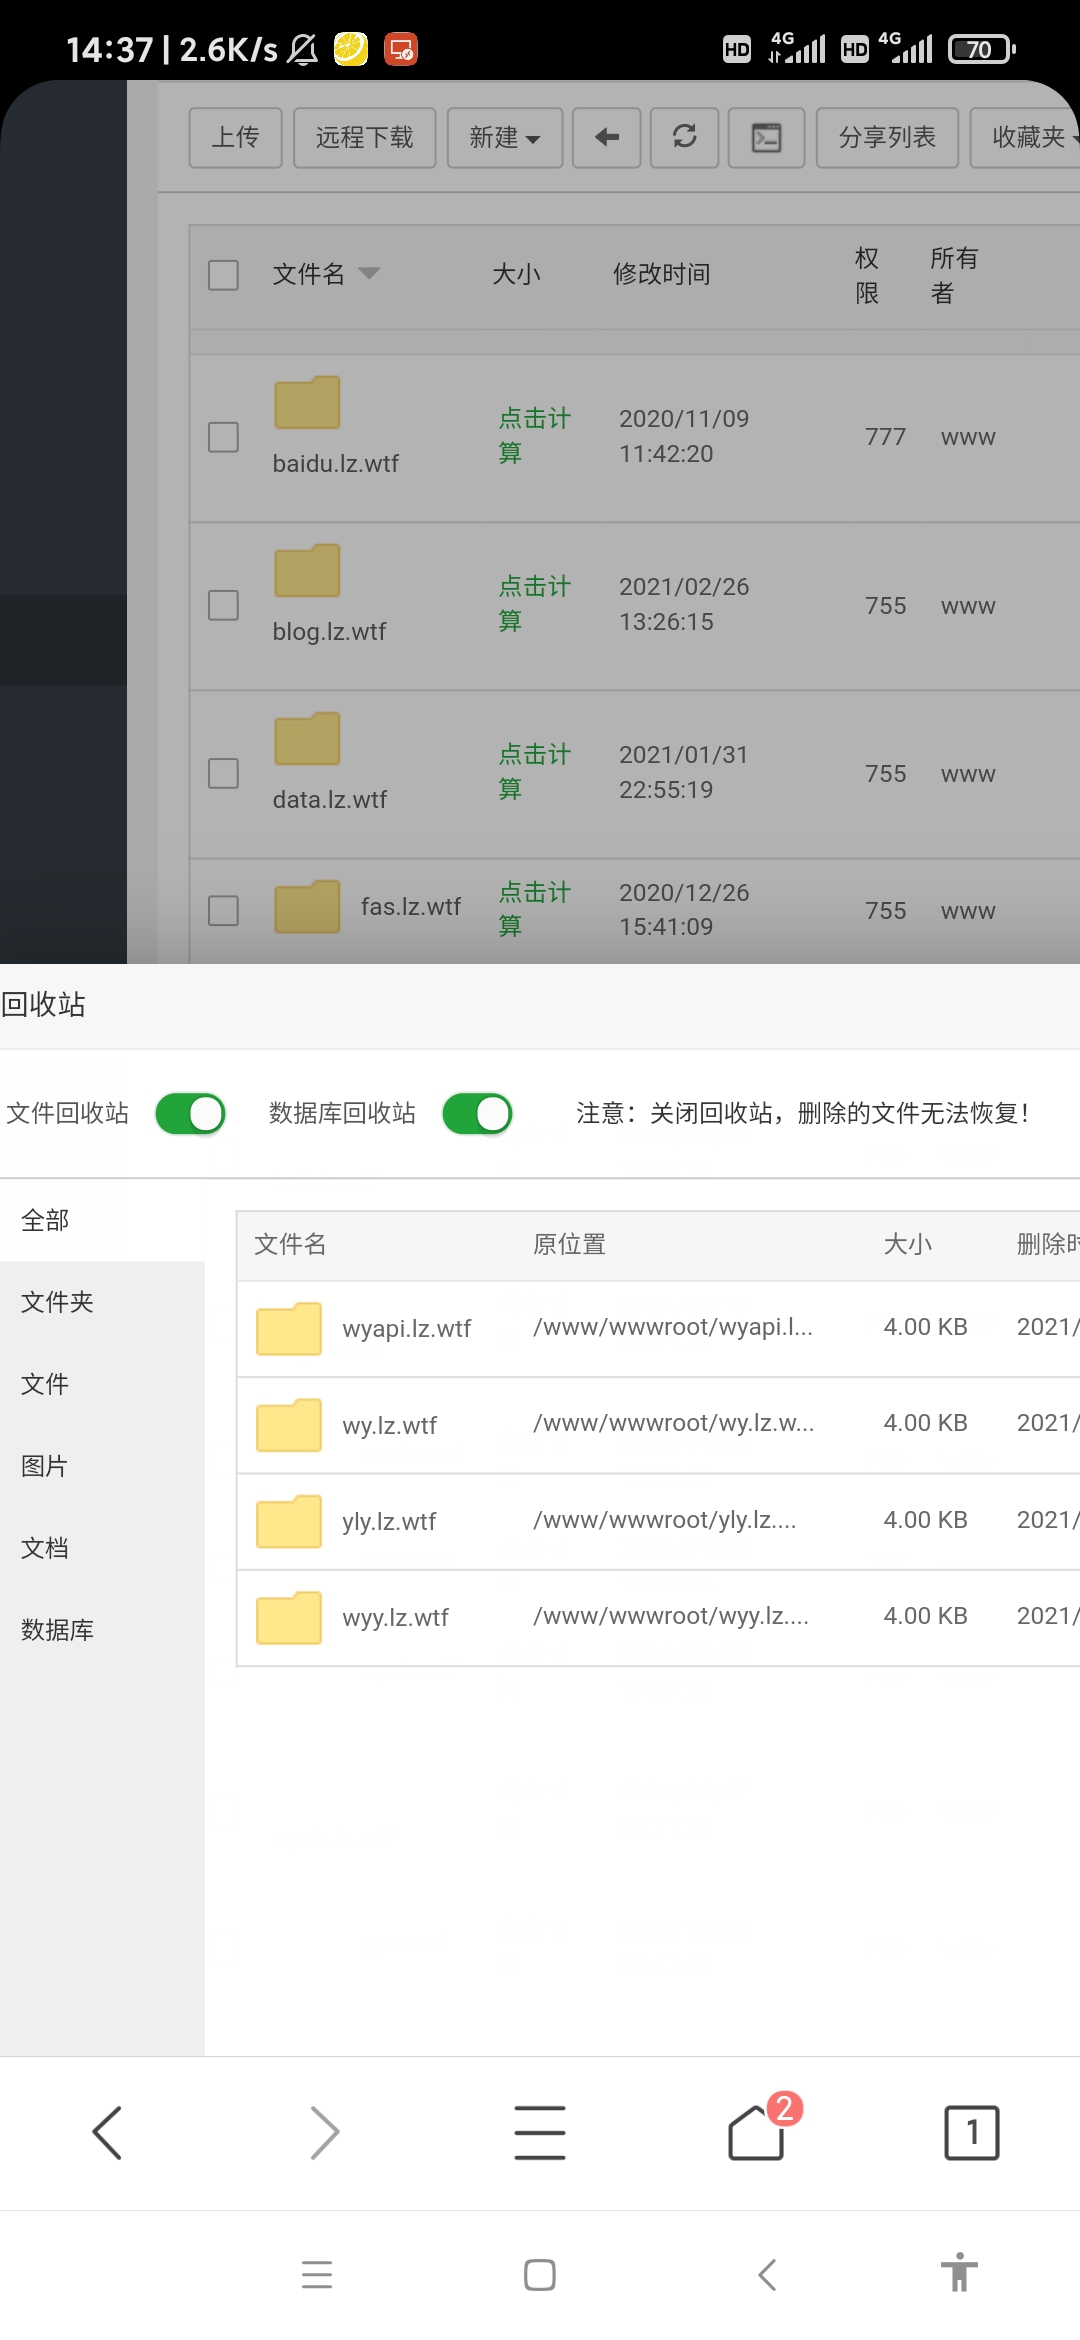 14:37 | 2.6K/s HD 4G HD 4G 70
上传 远程下载 新建 分享列表 收藏夹
文件名 大小 修改时间 权限 所有者
baidu.lz.wtf 点击计算 2020/11/09 11:42:20 777 www
blog.lz.wtf 点击计算 2021/02/26 13:26:15 755 www
data.lz.wtf 点击计算 2021/01/31 22:55:19 755 www
fas.lz.wtf 点击计算 2020/12/26 15:41:09 755 www
回收站
文件回收站 数据库回收站 注意：关闭回收站，删除的文件无法恢复！
全部
文件夹
文件
图片
文档
数据库
文件名 原位置 大小 删除
wyapi.lz.wtf /www/wwwroot/wyapi.l... 4.00 KB 2021/
wy.lz.wtf /www/wwwroot/wy.lz.w... 4.00 KB 2021/
yly.lz.wtf /www/wwwroot/yly.lz.... 4.00 KB 2021/
wyy.lz.wtf /www/wwwroot/wyy.lz.... 4.00 KB 2021/
2
1